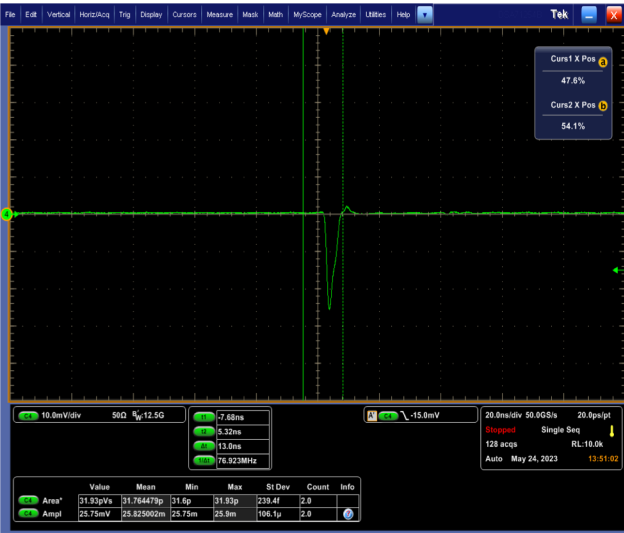 File Edit Vertical Horiz/Acq Trig Display Cursors Measure Mask Math MyScope Analyze Utilities Help Tek X
Curs1 X Pos a
47.6%
Curs2 X Pos b
54.1%
4
C4 10.0mV/div 50Ω BW:12.5G
t1 -7.68ns
t2 5.32ns
Δt 13.0ns
1/Δt 76.923MHz
A' C4 -15.0mV
20.0ns/div 50.0GS/s 20.0ps/pt
Stopped Single Seq
128 acqs RL:10.0k
Auto May 24, 2023 13:51:02
Value Mean Min Max St Dev Count Info
C4 Area* 31.93pVs 31.764479p 31.6p 31.93p 239.4f 2.0
C4 Ampl 25.75mV 25.825002m 25.75m 25.9m 106.1µ 2.0